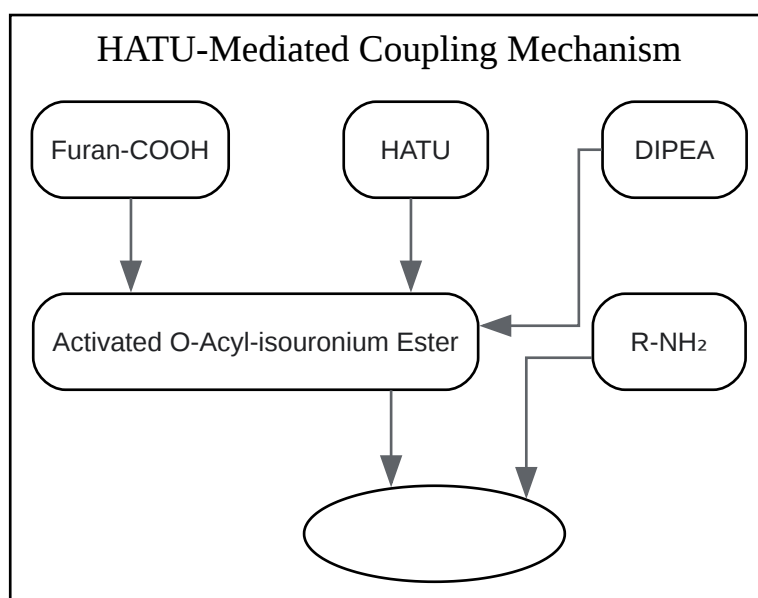 HATU-Mediated Coupling Mechanism
Furan-COOH
HATU
DIPEA
Activated O-Acyl-isouronium Ester
R-NH₂